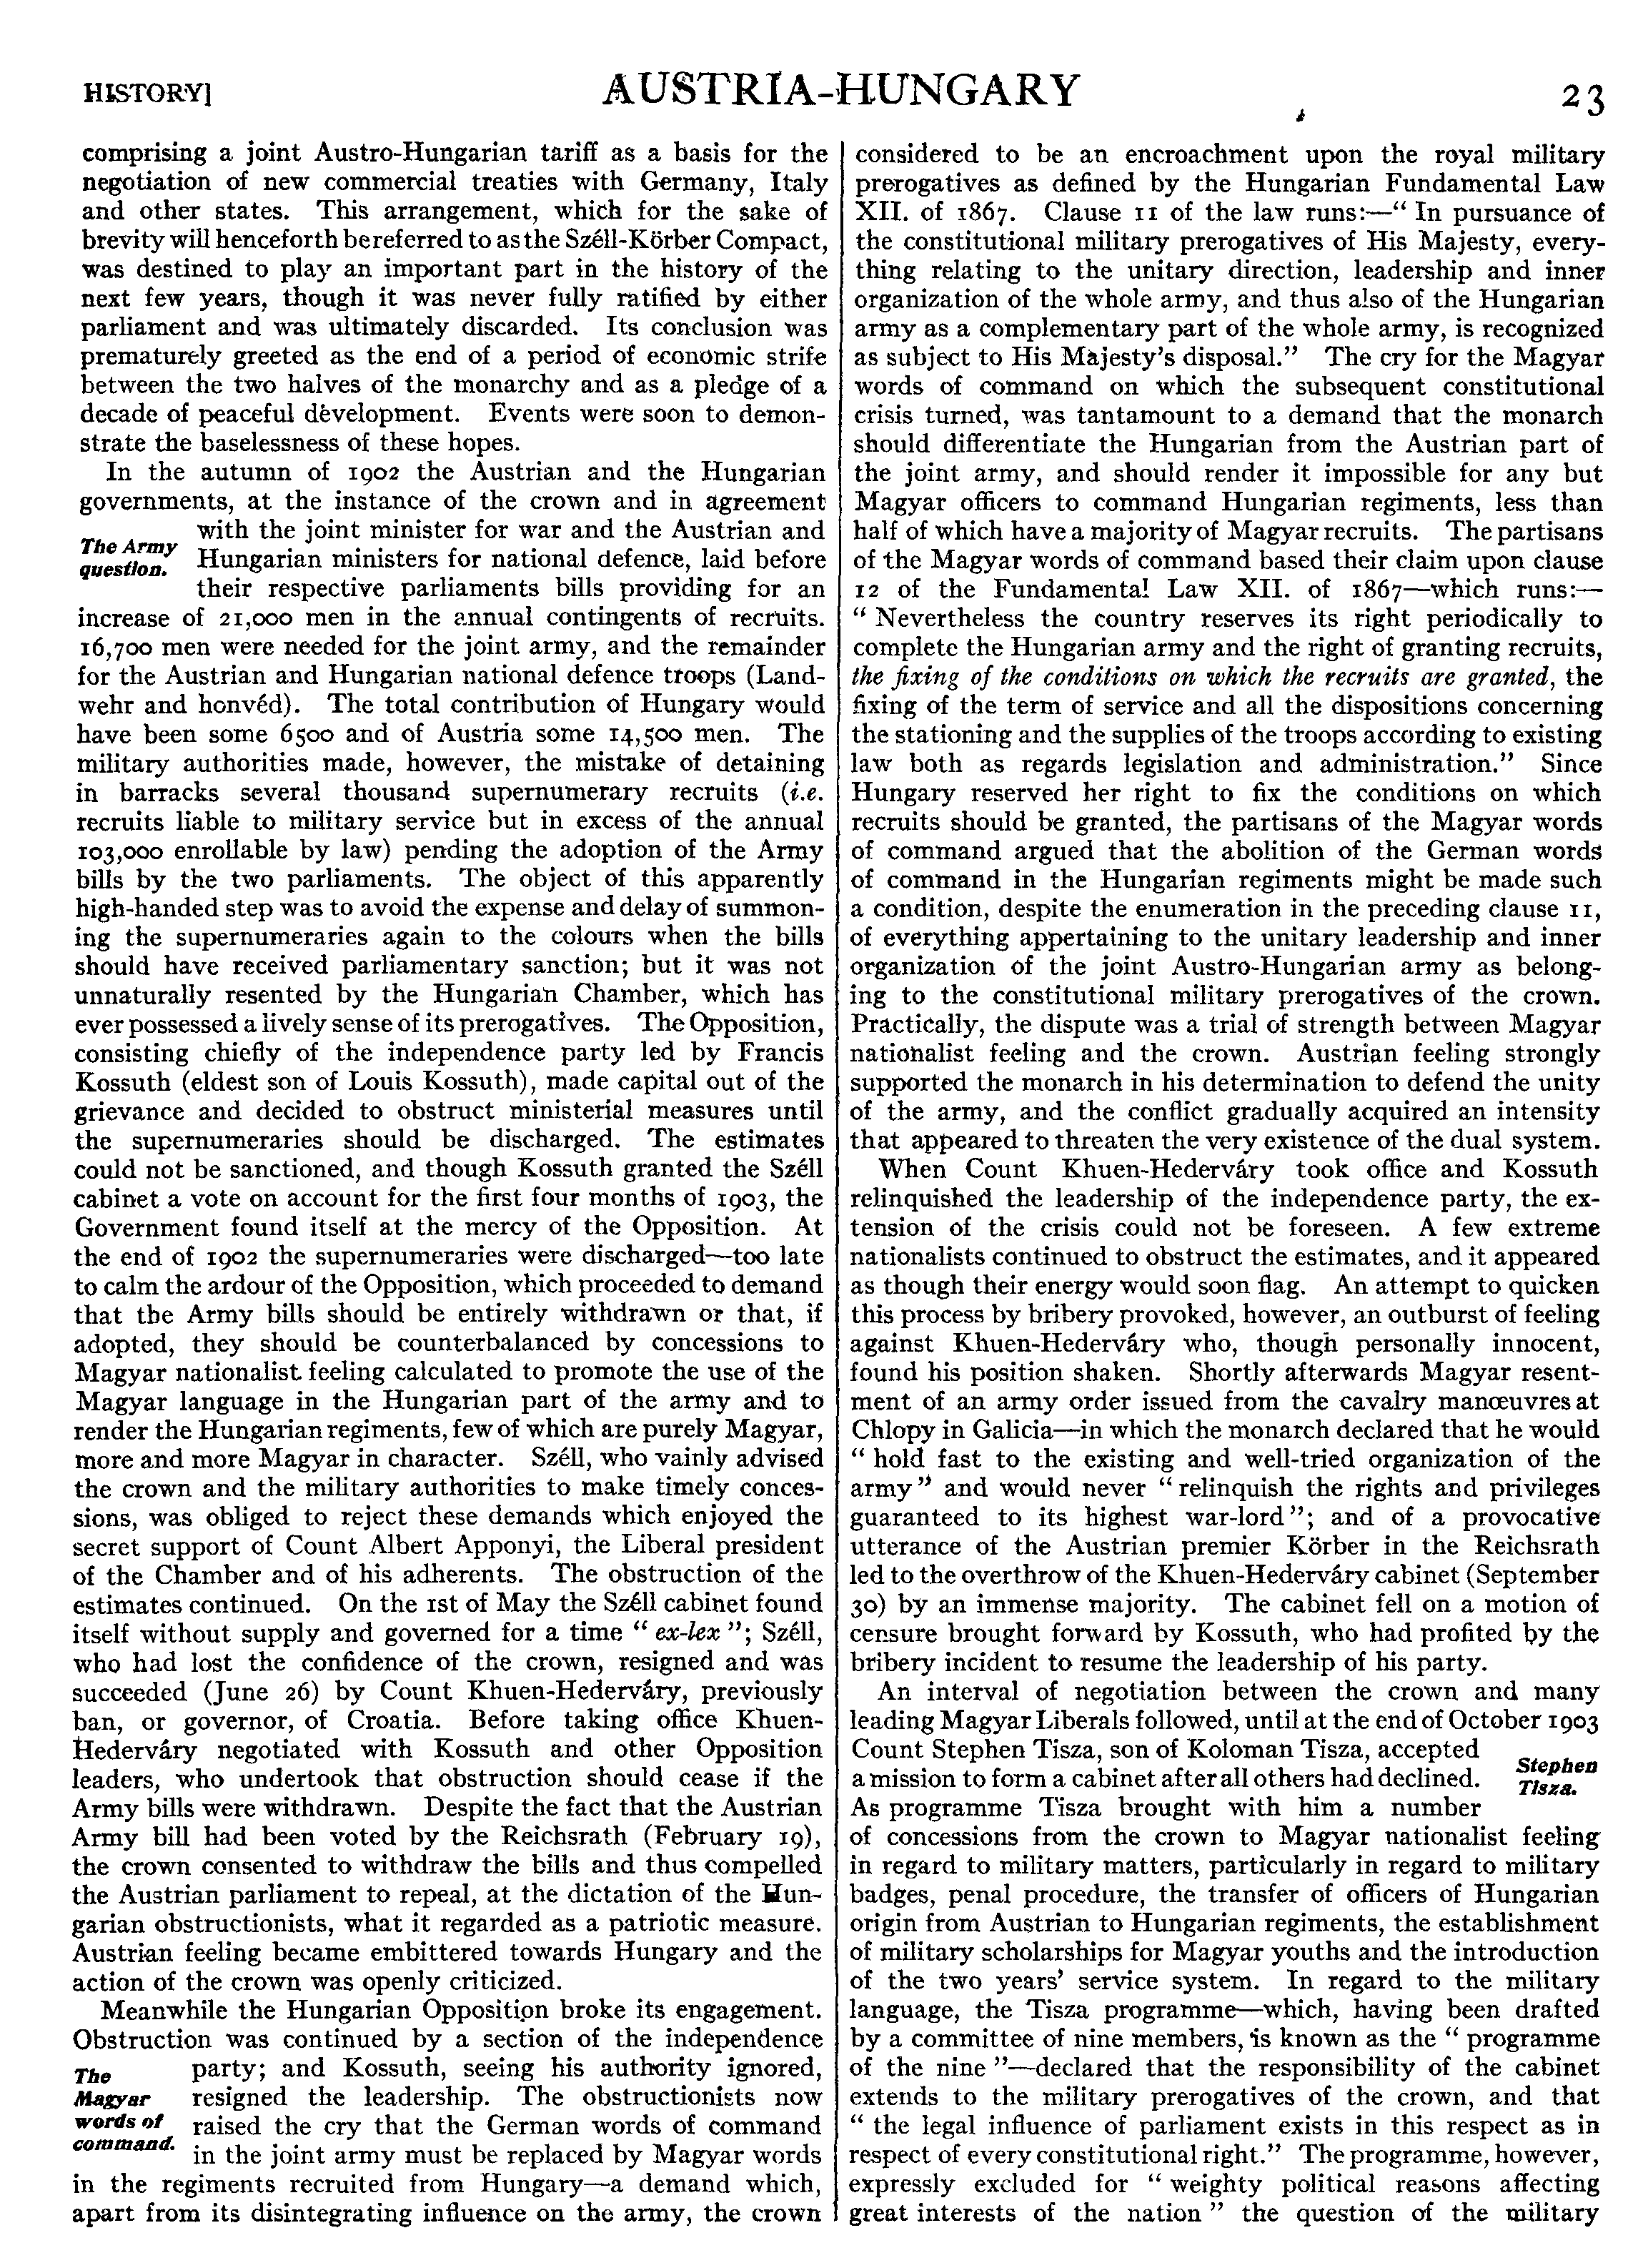 HISTORY]
AUSTRIA-HUNGARY
23
comprising a joint Austro-Hungarian tariff as a basis for the
negotiation of new commercial treaties with Germany, Italy
and other states. This arrangement, which for the sake of
brevity will henceforth be referred to as the Széll-Körber Compact,
was destined to play an important part in the history of the
next few years, though it was never fully ratified by either
parliament and was ultimately discarded. Its conclusion was
prematurely greeted as the end of a period of economic strife
between the two halves of the monarchy and as a pledge of a
decade of peaceful development. Events were soon to demon-
strate the baselessness of these hopes.
In the autumn of 1902 the Austrian and the Hungarian
governments, at the instance of the crown and in agreement
The Army
question.
with the joint minister for war and the Austrian and
Hungarian ministers for national defence, laid before
their respective parliaments bills providing for an
increase of 21,000 men in the annual contingents of recruits.
16,700 men were needed for the joint army, and the remainder
for the Austrian and Hungarian national defence troops (Land-
wehr and honvéd). The total contribution of Hungary would
have been some 6500 and of Austria some 14,500 men. The
military authorities made, however, the mistake of detaining
in barracks several thousand supernumerary recruits (i.e.
recruits liable to military service but in excess of the annual
103,000 enrollable by law) pending the adoption of the Army
bills by the two parliaments. The object of this apparently
high-handed step was to avoid the expense and delay of summon-
ing the supernumeraries again to the colours when the bills
should have received parliamentary sanction; but it was not
unnaturally resented by the Hungarian Chamber, which has
ever possessed a lively sense of its prerogatives. The Opposition,
consisting chiefly of the independence party led by Francis
Kossuth (eldest son of Louis Kossuth), made capital out of the
grievance and decided to obstruct ministerial measures until
the supernumeraries should be discharged. The estimates
could not be sanctioned, and though Kossuth granted the Széll
cabinet a vote on account for the first four months of 1903, the
Government found itself at the mercy of the Opposition. At
the end of 1902 the supernumeraries were discharged—too late
to calm the ardour of the Opposition, which proceeded to demand
that the Army bills should be entirely withdrawn or that, if
adopted, they should be counterbalanced by concessions to
Magyar nationalist feeling calculated to promote the use of the
Magyar language in the Hungarian part of the army and to
render the Hungarian regiments, few of which are purely Magyar,
more and more Magyar in character. Széll, who vainly advised
the crown and the military authorities to make timely conces-
sions, was obliged to reject these demands which enjoyed the
secret support of Count Albert Apponyi, the Liberal president
of the Chamber and of his adherents. The obstruction of the
estimates continued. On the 1st of May the Széll cabinet found
itself without supply and governed for a time “ ex-lex ”; Széll,
who had lost the confidence of the crown, resigned and was
succeeded (June 26) by Count Khuen-Hederváry, previously
ban, or governor, of Croatia. Before taking office Khuen-
Hederváry negotiated with Kossuth and other Opposition
leaders, who undertook that obstruction should cease if the
Army bills were withdrawn. Despite the fact that the Austrian
Army bill had been voted by the Reichsrath (February 19),
the crown consented to withdraw the bills and thus compelled
the Austrian parliament to repeal, at the dictation of the Hun-
garian obstructionists, what it regarded as a patriotic measure.
Austrian feeling became embittered towards Hungary and the
action of the crown was openly criticized.
Meanwhile the Hungarian Opposition broke its engagement.
Obstruction was continued by a section of the independence
The
Magyar
words of
command.
party; and Kossuth, seeing his authority ignored,
resigned the leadership. The obstructionists now
raised the cry that the German words of command
in the joint army must be replaced by Magyar words
in the regiments recruited from Hungary—a demand which,
apart from its disintegrating influence on the army, the crown
considered to be an encroachment upon the royal military
prerogatives as defined by the Hungarian Fundamental Law
XII. of 1867. Clause 11 of the law runs:—“ In pursuance of
the constitutional military prerogatives of His Majesty, every-
thing relating to the unitary direction, leadership and inner
organization of the whole army, and thus also of the Hungarian
army as a complementary part of the whole army, is recognized
as subject to His Majesty’s disposal.” The cry for the Magyar
words of command on which the subsequent constitutional
crisis turned, was tantamount to a demand that the monarch
should differentiate the Hungarian from the Austrian part of
the joint army, and should render it impossible for any but
Magyar officers to command Hungarian regiments, less than
half of which have a majority of Magyar recruits. The partisans
of the Magyar words of command based their claim upon clause
12 of the Fundamental Law XII. of 1867—which runs:—
“ Nevertheless the country reserves its right periodically to
complete the Hungarian army and the right of granting recruits,
the fixing of the conditions on which the recruits are granted, the
fixing of the term of service and all the dispositions concerning
the stationing and the supplies of the troops according to existing
law both as regards legislation and administration.” Since
Hungary reserved her right to fix the conditions on which
recruits should be granted, the partisans of the Magyar words
of command argued that the abolition of the German words
of command in the Hungarian regiments might be made such
a condition, despite the enumeration in the preceding clause 11,
of everything appertaining to the unitary leadership and inner
organization of the joint Austro-Hungarian army as belong-
ing to the constitutional military prerogatives of the crown.
Practically, the dispute was a trial of strength between Magyar
nationalist feeling and the crown. Austrian feeling strongly
supported the monarch in his determination to defend the unity
of the army, and the conflict gradually acquired an intensity
that appeared to threaten the very existence of the dual system.
When Count Khuen-Hederváry took office and Kossuth
relinquished the leadership of the independence party, the ex-
tension of the crisis could not be foreseen. A few extreme
nationalists continued to obstruct the estimates, and it appeared
as though their energy would soon flag. An attempt to quicken
this process by bribery provoked, however, an outburst of feeling
against Khuen-Hederváry who, though personally innocent,
found his position shaken. Shortly afterwards Magyar resent-
ment of an army order issued from the cavalry manœuvres at
Chlopy in Galicia—in which the monarch declared that he would
“ hold fast to the existing and well-tried organization of the
army” and would never “ relinquish the rights and privileges
guaranteed to its highest war-lord ”; and of a provocative
utterance of the Austrian premier Körber in the Reichsrath
led to the overthrow of the Khuen-Hederváry cabinet (September
30) by an immense majority. The cabinet fell on a motion of
censure brought forward by Kossuth, who had profited by the
bribery incident to resume the leadership of his party.
An interval of negotiation between the crown and many
leading Magyar Liberals followed, until at the end of October 1903
Count Stephen Tisza, son of Koloman Tisza, accepted
a mission to form a cabinet after all others had declined.
Stephen
Tisza.
As programme Tisza brought with him a number
of concessions from the crown to Magyar nationalist feeling
in regard to military matters, particularly in regard to military
badges, penal procedure, the transfer of officers of Hungarian
origin from Austrian to Hungarian regiments, the establishment
of military scholarships for Magyar youths and the introduction
of the two years’ service system. In regard to the military
language, the Tisza programme—which, having been drafted
by a committee of nine members, is known as the “ programme
of the nine ”—declared that the responsibility of the cabinet
extends to the military prerogatives of the crown, and that
“ the legal influence of parliament exists in this respect as in
respect of every constitutional right.” The programme, however,
expressly excluded for “ weighty political reasons affecting
great interests of the nation ” the question of the military